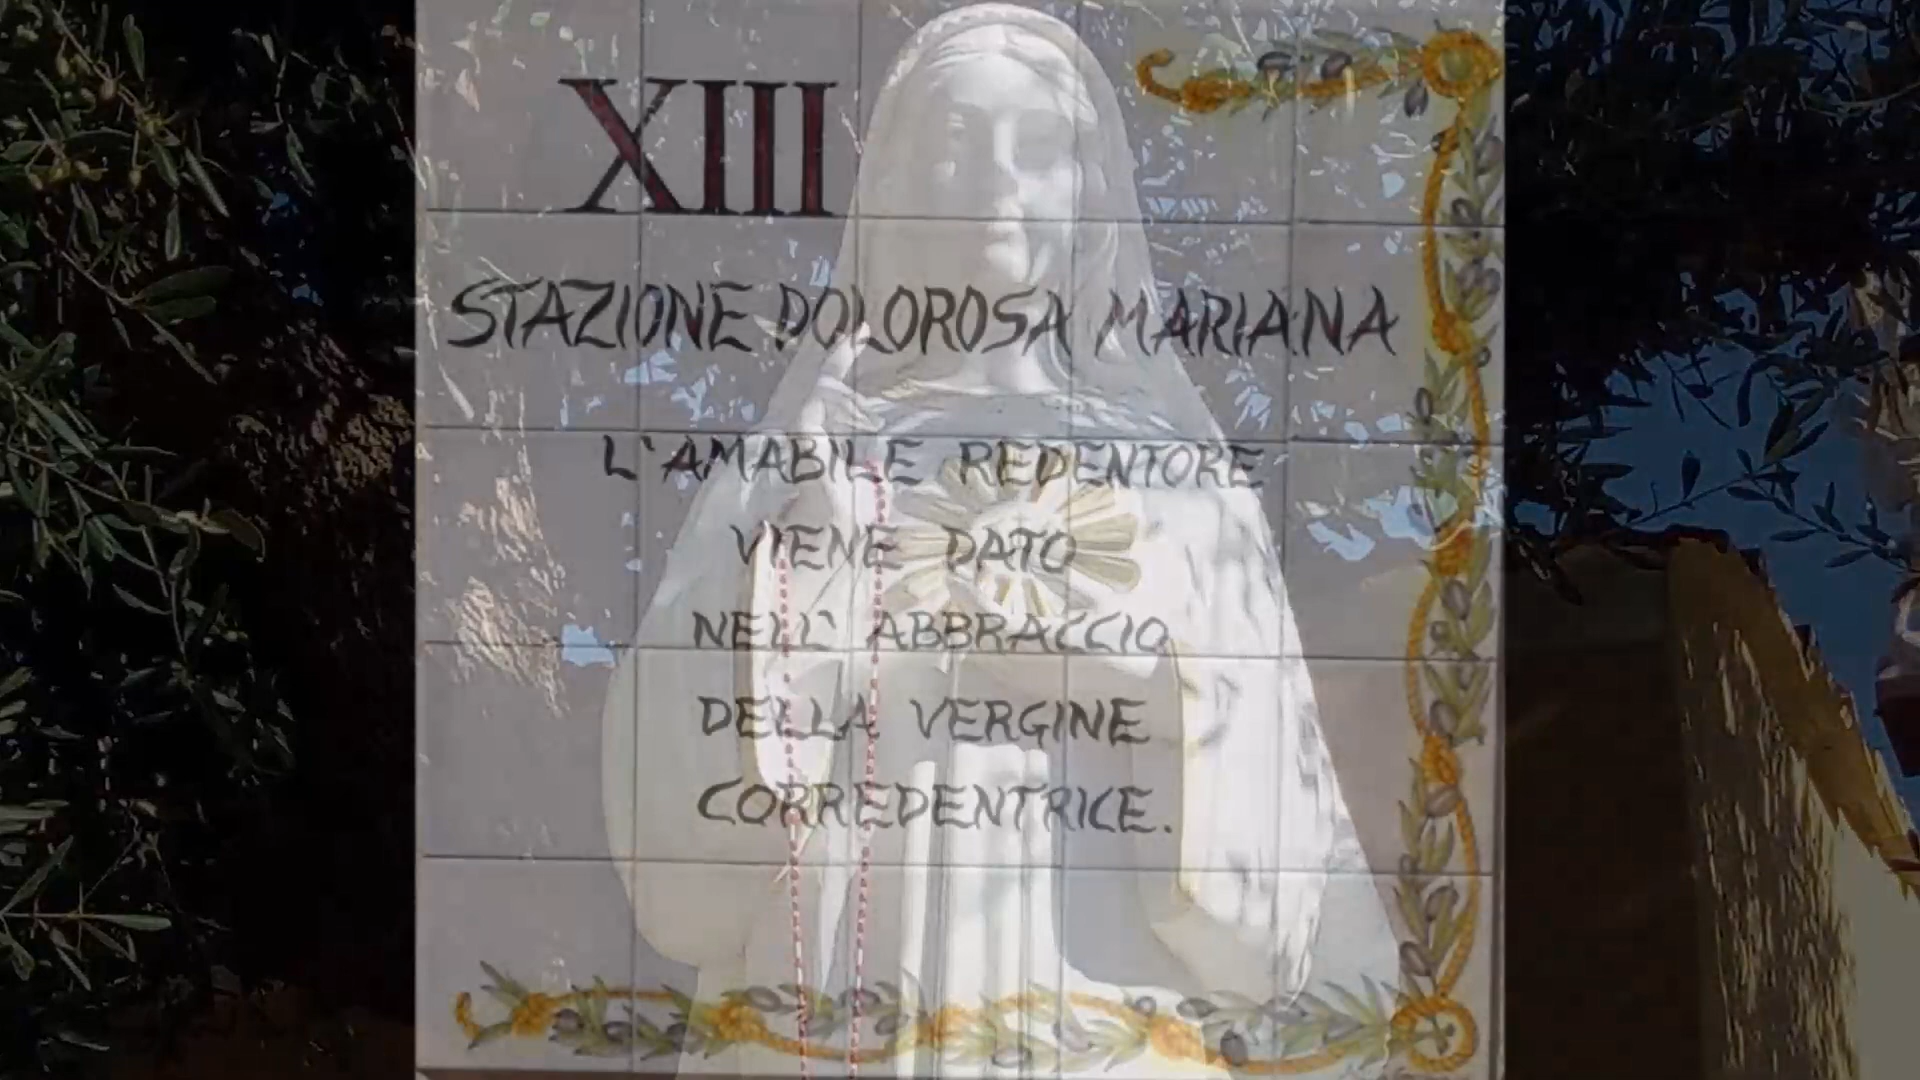 XIII
STAZIONE DOLOROSA MARIANA
L'AMABILE REDENTORE
VIENE DATO
NELL' ABBRACCIO
DELLA VERGINE
CORREDENTRICE.